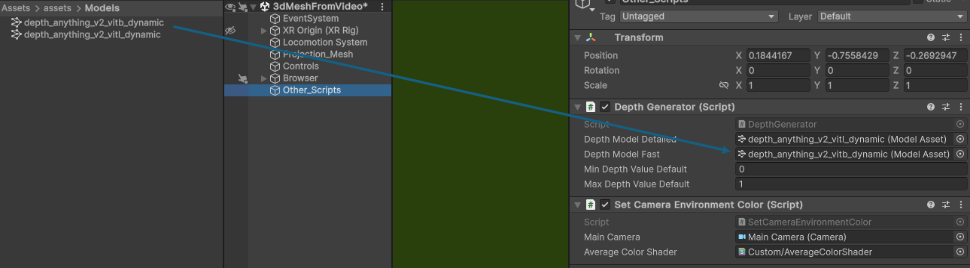 Assets > assets > Models
depth_anything_v2_vitb_dynamic
depth_anything_v2_vitl_dynamic
3dMeshFromVideo*
EventSystem
XR Origin (XR Rig)
Locomotion System
Projection_Mesh
Controls
Browser
Other_Scripts
Other_Scripts
Static
Tag Untagged Layer Default
Transform
Position X 0.1844167 Y -0.7558429 Z -0.2692947
Rotation X 0 Y 0 Z 0
Scale X 1 Y 1 Z 1
# Depth Generator (Script)
Script DepthGenerator
Depth Model Detailed depth_anything_v2_vitl_dynamic (Model Asset)
Depth Model Fast depth_anything_v2_vitb_dynamic (Model Asset)
Min Depth Value Default 0
Max Depth Value Default 1
# Set Camera Environment Color (Script)
Script SetCameraEnvironmentColor
Main Camera Main Camera (Camera)
Average Color Shader Custom/AverageColorShader